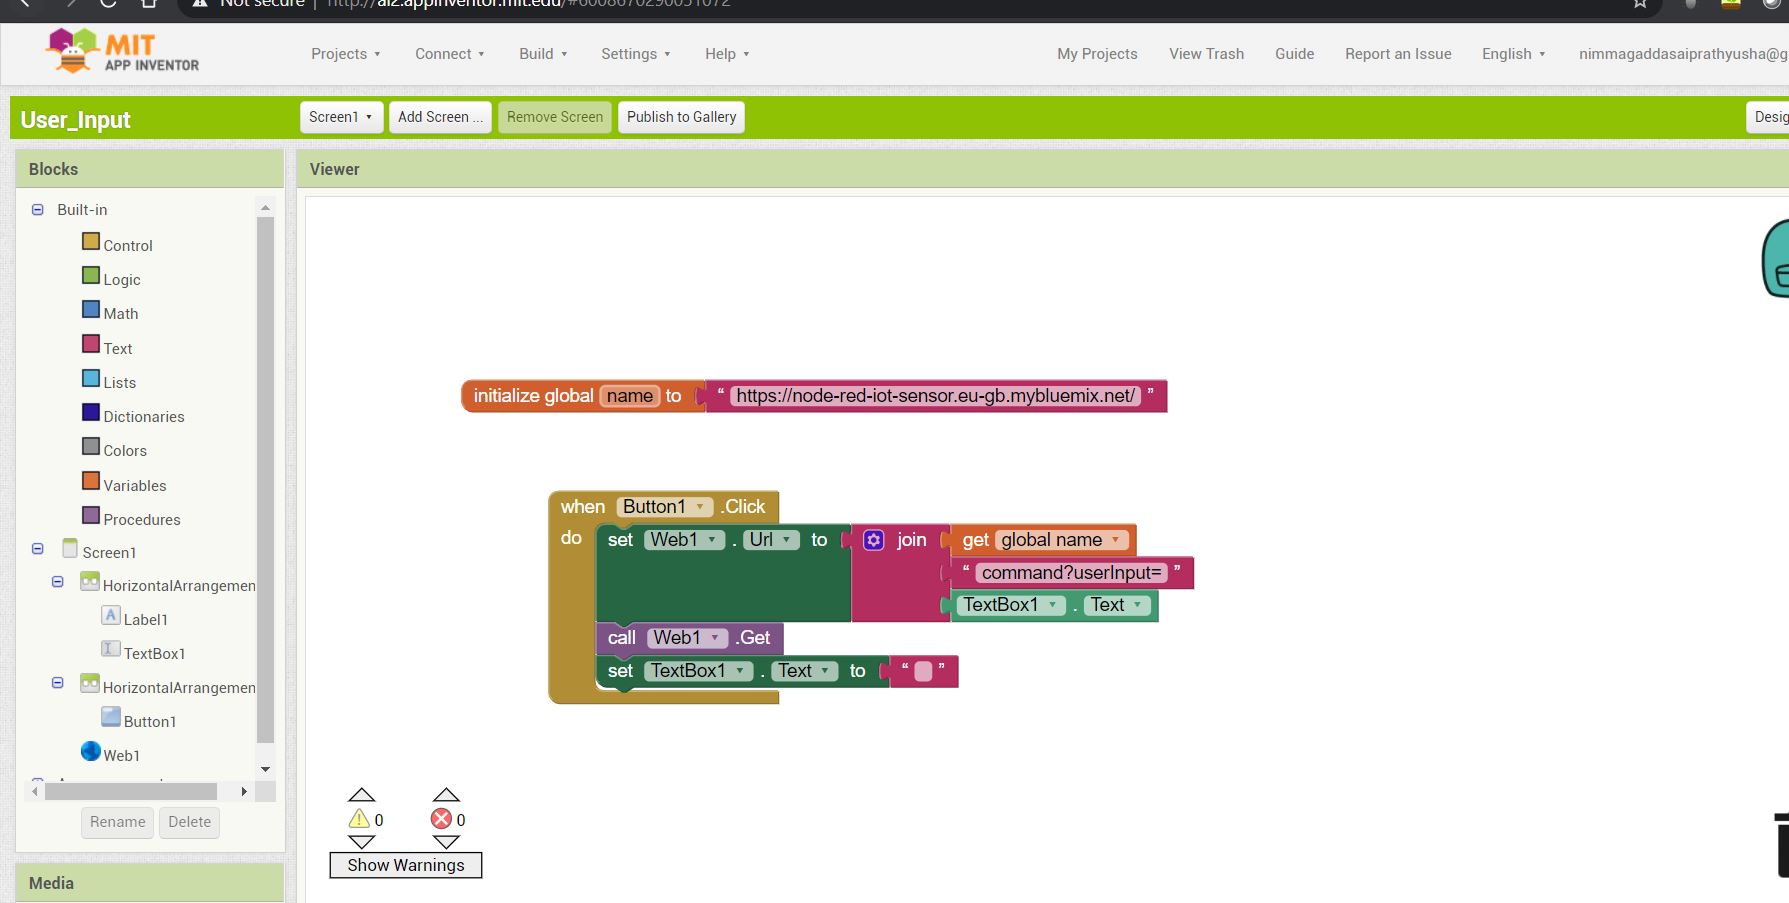 Not secure | http://ai2.appinventor.mit.edu/#6008670290051072
MIT
APP INVENTOR
Projects
Connect
Build
Settings
Help
My Projects
View Trash
Guide
Report an Issue
English
nimmagaddasaiprathyusha@g
User_Input
Screen1
Add Screen ...
Remove Screen
Publish to Gallery
Desig
Blocks
Built-in
Control
Logic
Math
Text
Lists
Dictionaries
Colors
Variables
Procedures
Screen1
HorizontalArrangemen
Label1
TextBox1
HorizontalArrangemen
Button1
Web1
Rename
Delete
Media
Viewer
initialize global name to “ https://node-red-iot-sensor.eu-gb.mybluemix.net/ ”
when Button1 .Click
do set Web1 . Url to join get global name
“ command?userInput= ”
TextBox1 . Text
call Web1 .Get
set TextBox1 . Text to “ ”
0
0
Show Warnings